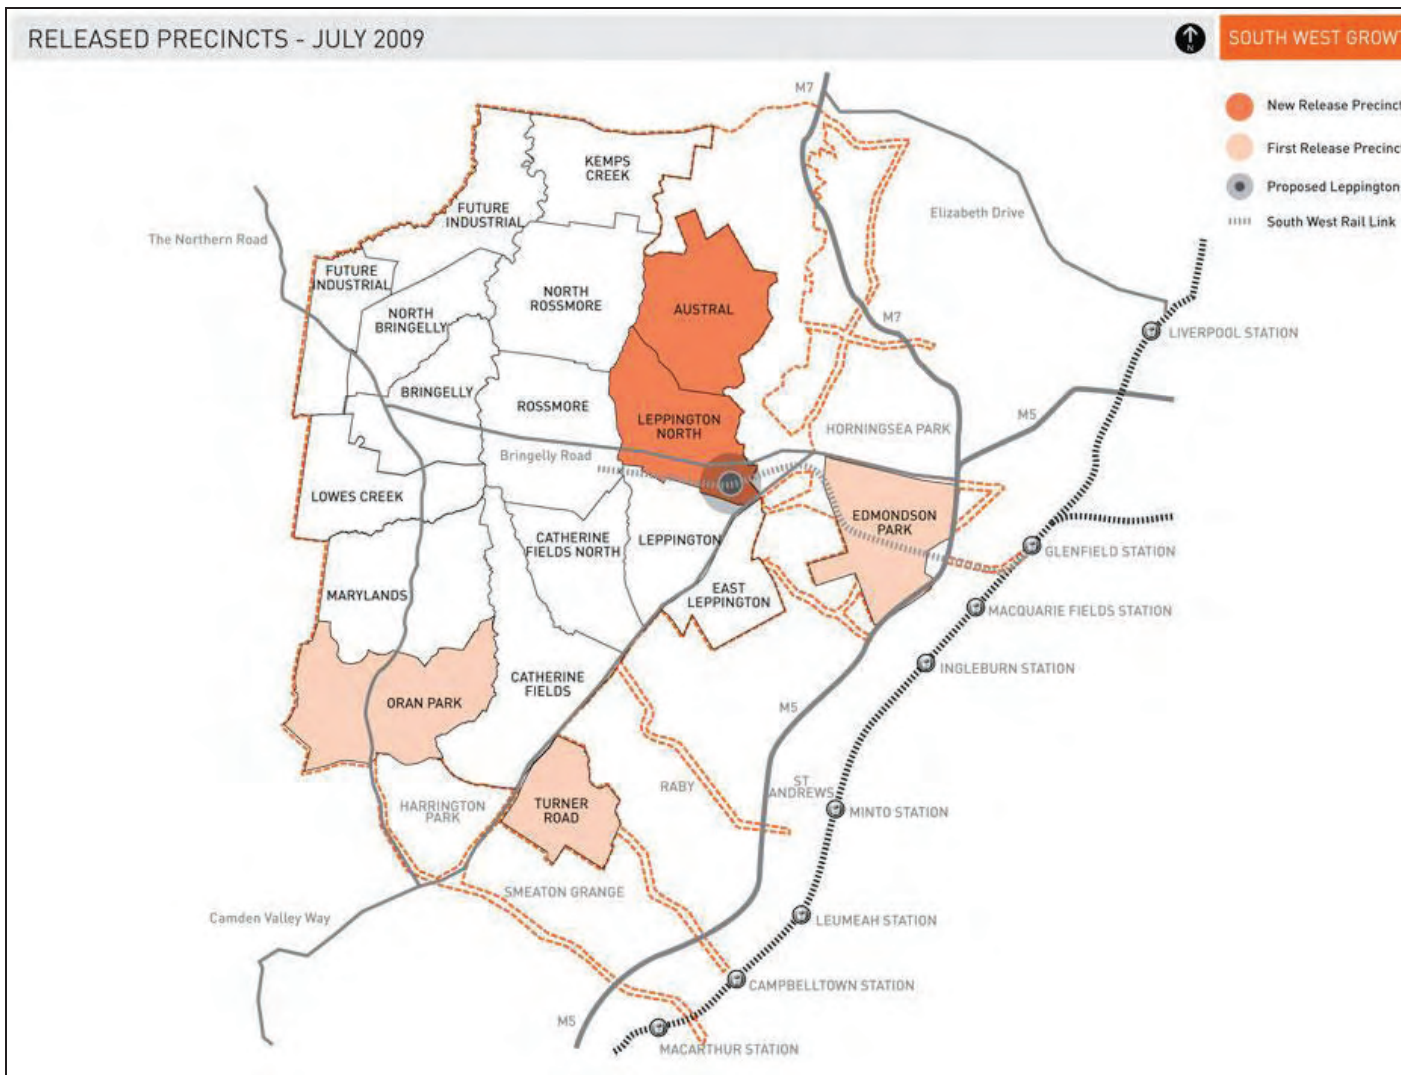 RELEASED PRECINCTS - JULY 2009
N
SOUTH WEST GROWT
New Release Precinct
First Release Precinct
Proposed Leppington
South West Rail Link
M7
KEMPS
CREEK
FUTURE
INDUSTRIAL
Elizabeth Drive
The Northern Road
FUTURE
INDUSTRIAL
NORTH
ROSSMORE
AUSTRAL
NORTH
BRINGELLY
M7
LIVERPOOL STATION
BRINGELLY
ROSSMORE
LEPPINGTON
NORTH
HORNINGSEA PARK
M5
Bringelly Road
LOWES CREEK
EDMONDSON
PARK
CATHERINE
FIELDS NORTH
LEPPINGTON
GLENFIELD STATION
MARYLANDS
EAST
LEPPINGTON
MACQUARIE FIELDS STATION
INGLEBURN STATION
CATHERINE
FIELDS
ORAN PARK
M5
RABY
ST
ANDREWS
HARRINGTON
PARK
TURNER
ROAD
MINTO STATION
SMEATON GRANGE
Camden Valley Way
LEUMEAH STATION
CAMPBELLTOWN STATION
M5
MACARTHUR STATION